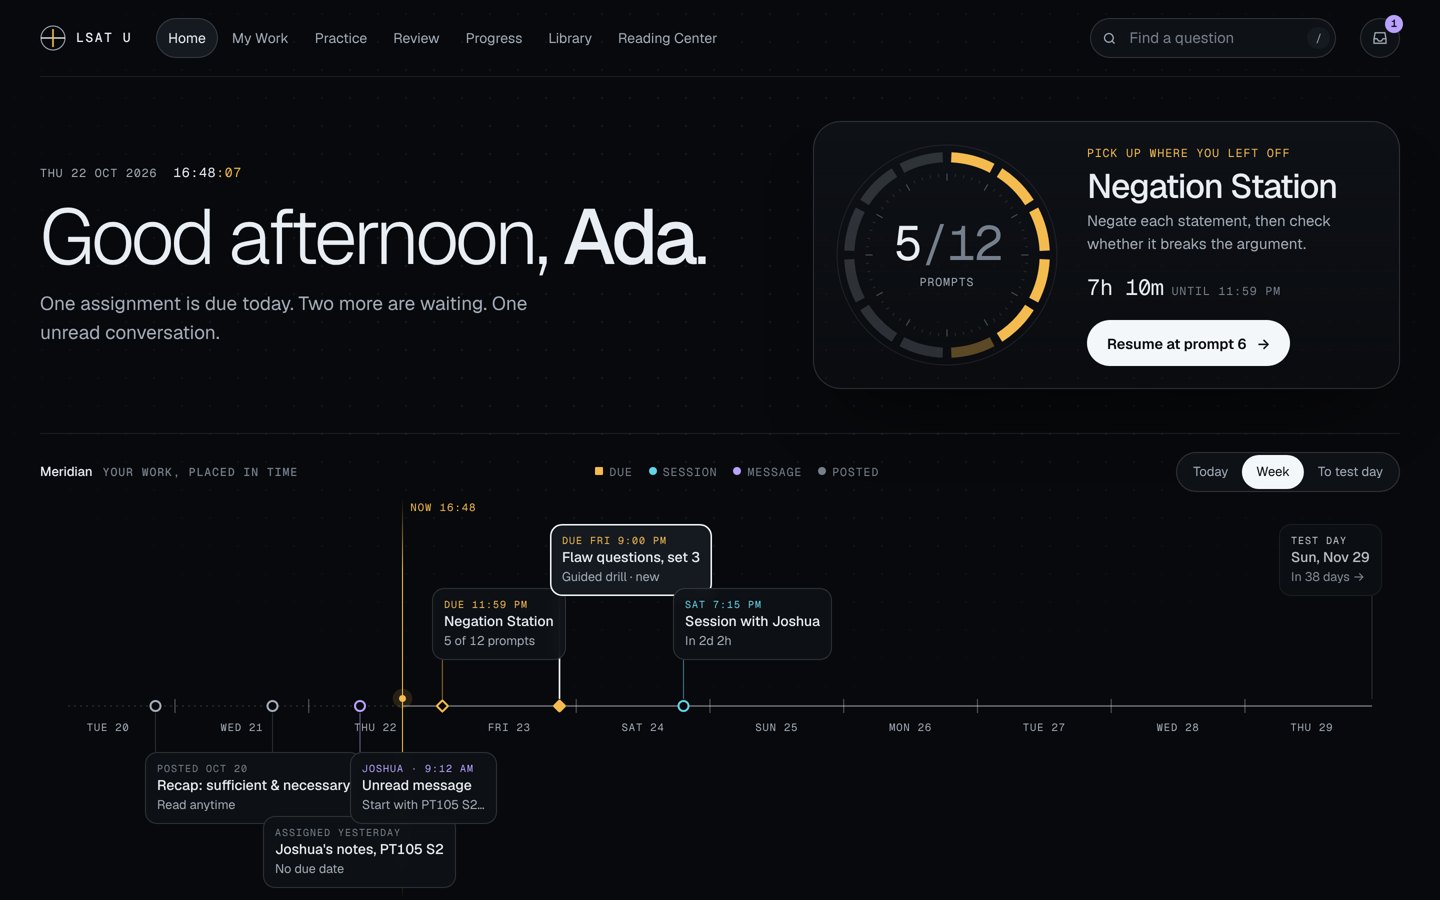 LSAT U
Home
My Work
Practice
Review
Progress
Library
Reading Center
Find a question
/
1
THU 22 OCT 2026 16:48:07
Good afternoon, Ada.
One assignment is due today. Two more are waiting. One
unread conversation.
5/12
PROMPTS
PICK UP WHERE YOU LEFT OFF
Negation Station
Negate each statement, then check
whether it breaks the argument.
7h 10m UNTIL 11:59 PM
Resume at prompt 6 →
Meridian YOUR WORK, PLACED IN TIME
DUE
SESSION
MESSAGE
POSTED
Today
Week
To test day
NOW 16:48
DUE FRI 9:00 PM
Flaw questions, set 3
Guided drill · new
TEST DAY
Sun, Nov 29
In 38 days →
DUE 11:59 PM
Negation Station
5 of 12 prompts
SAT 7:15 PM
Session with Joshua
In 2d 2h
TUE 20
WED 21
THU 22
FRI 23
SAT 24
SUN 25
MON 26
TUE 27
WED 28
THU 29
POSTED OCT 20
Recap: sufficient & necessary
Read anytime
JOSHUA · 9:12 AM
Unread message
Start with PT105 S2…
ASSIGNED YESTERDAY
Joshua's notes, PT105 S2
No due date